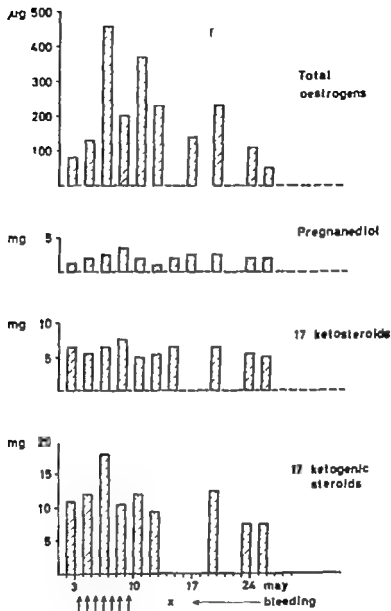 µg 500
400
300
200
100
r
Total
oestrogens
mg 5
Pregnanediol
mg 10
5
17 ketosteroids
mg 20
15
10
5
17 ketogenic
steroids
3 10 17 24 may
x bleeding